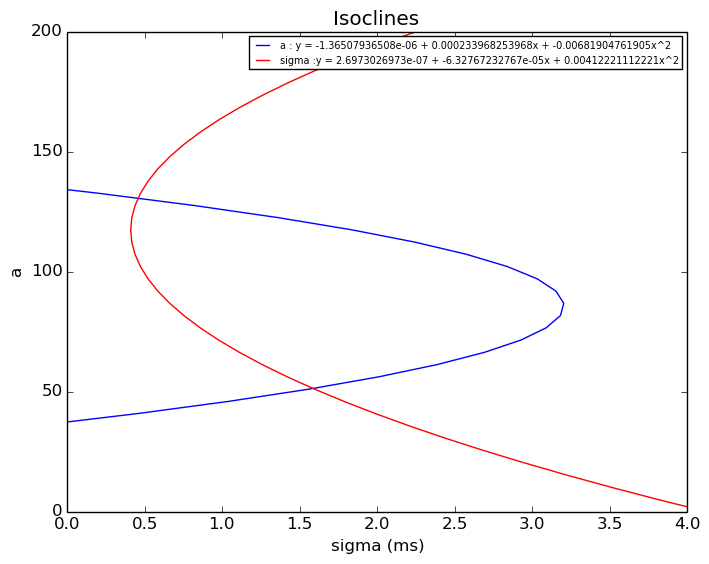 Isoclines
a : y = -1.36507936508e-06 + 0.000233968253968x + -0.00681904761905x^2
sigma :y = 2.6973026973e-07 + -6.32767232767e-05x + 0.00412221112221x^2
200
150
100
50
0
a
0.0 0.5 1.0 1.5 2.0 2.5 3.0 3.5 4.0
sigma (ms)